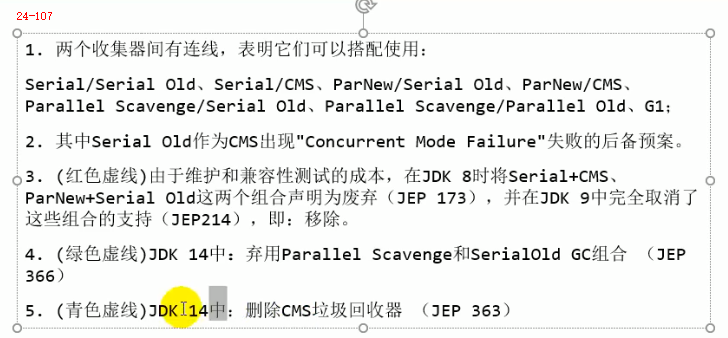 24-107
1. 两个收集器间有连线，表明它们可以搭配使用：
Serial/Serial Old、Serial/CMS、ParNew/Serial Old、ParNew/CMS、
Parallel Scavenge/Serial Old、Parallel Scavenge/Parallel Old、G1；
2. 其中Serial Old作为CMS出现"Concurrent Mode Failure"失败的后备预案。
3. (红色虚线)由于维护和兼容性测试的成本，在JDK 8时将Serial+CMS、
ParNew+Serial Old这两个组合声明为废弃（JEP 173），并在JDK 9中完全取消了
这些组合的支持（JEP214），即：移除。
4. (绿色虚线)JDK 14中：弃用Parallel Scavenge和SerialOld GC组合 （JEP
366）
5. (青色虚线)JDK 14中：删除CMS垃圾回收器 （JEP 363）